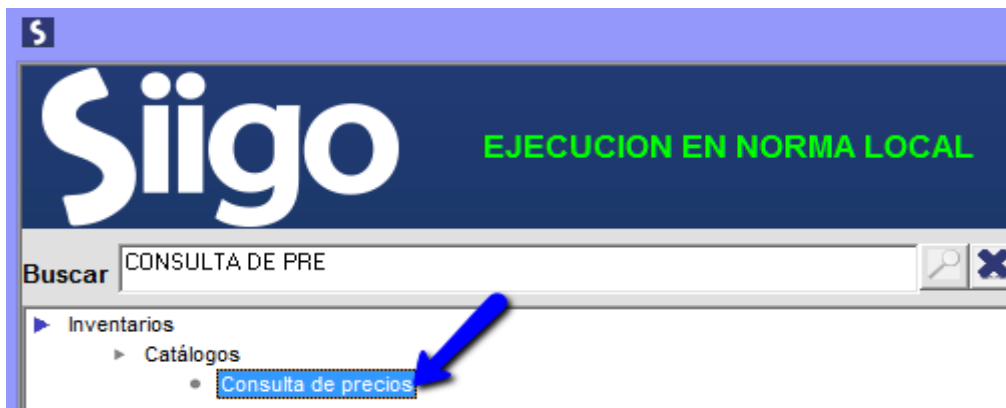 S
Siigo
EJECUCION EN NORMA LOCAL
Buscar CONSULTA DE PRE
Inventarios
Catálogos
Consulta de precios